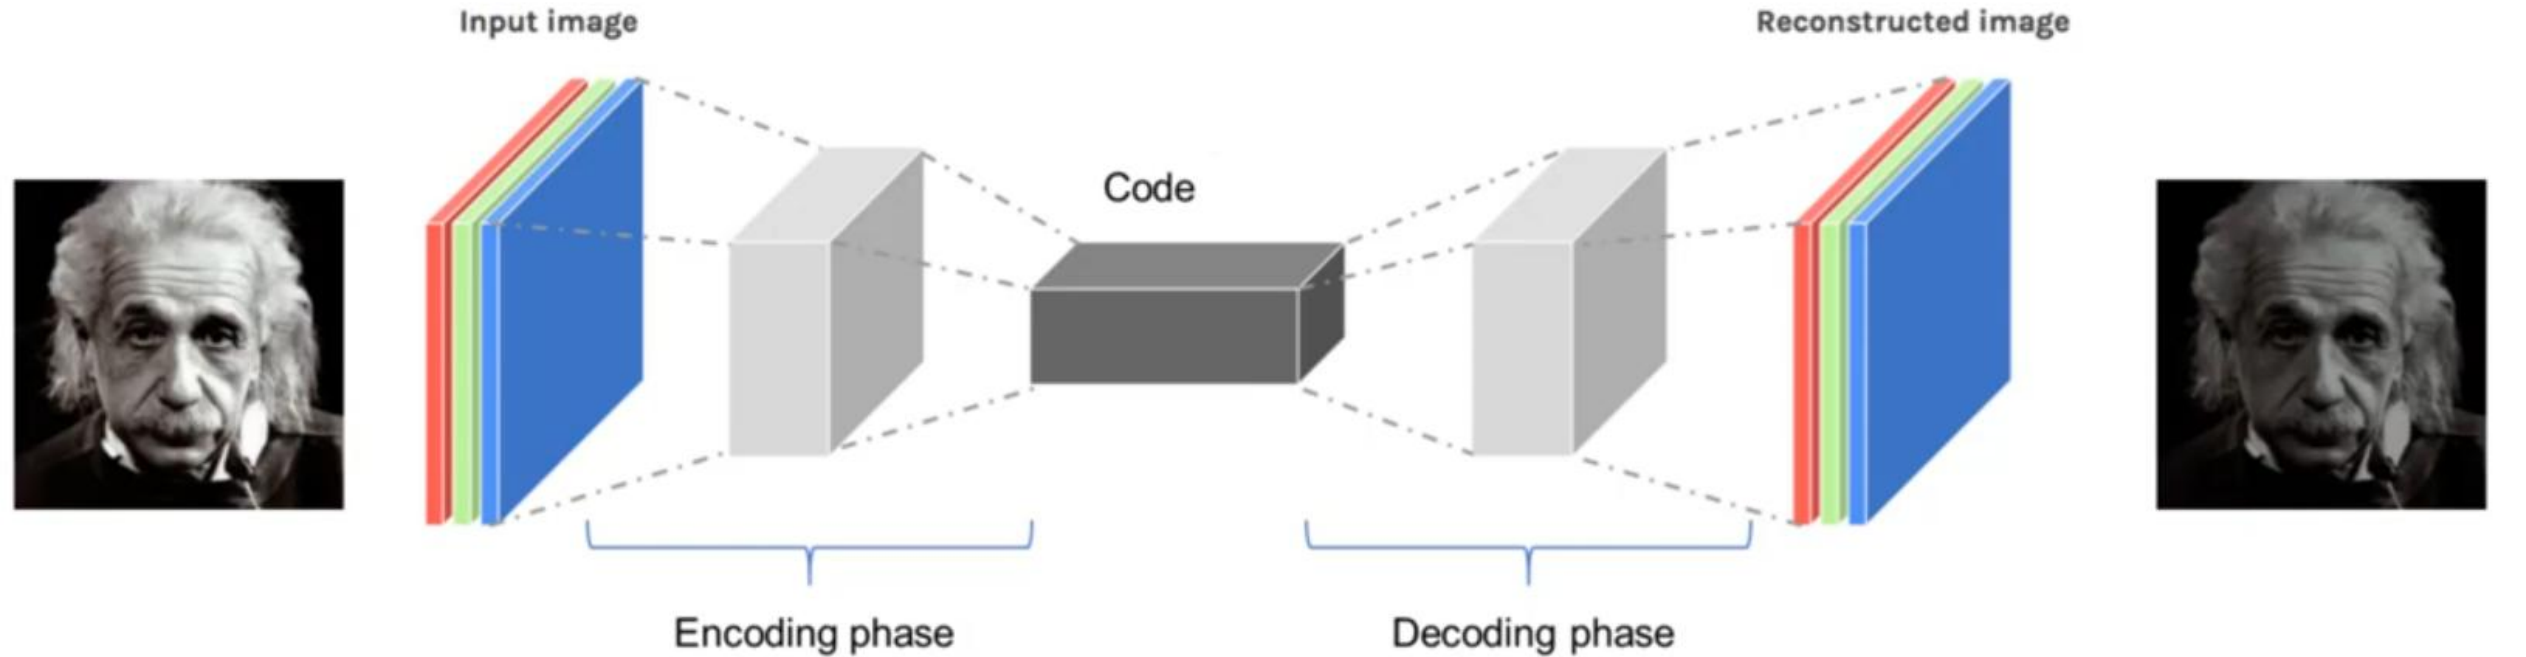 Input image
Reconstructed image
Code
Encoding phase
Decoding phase